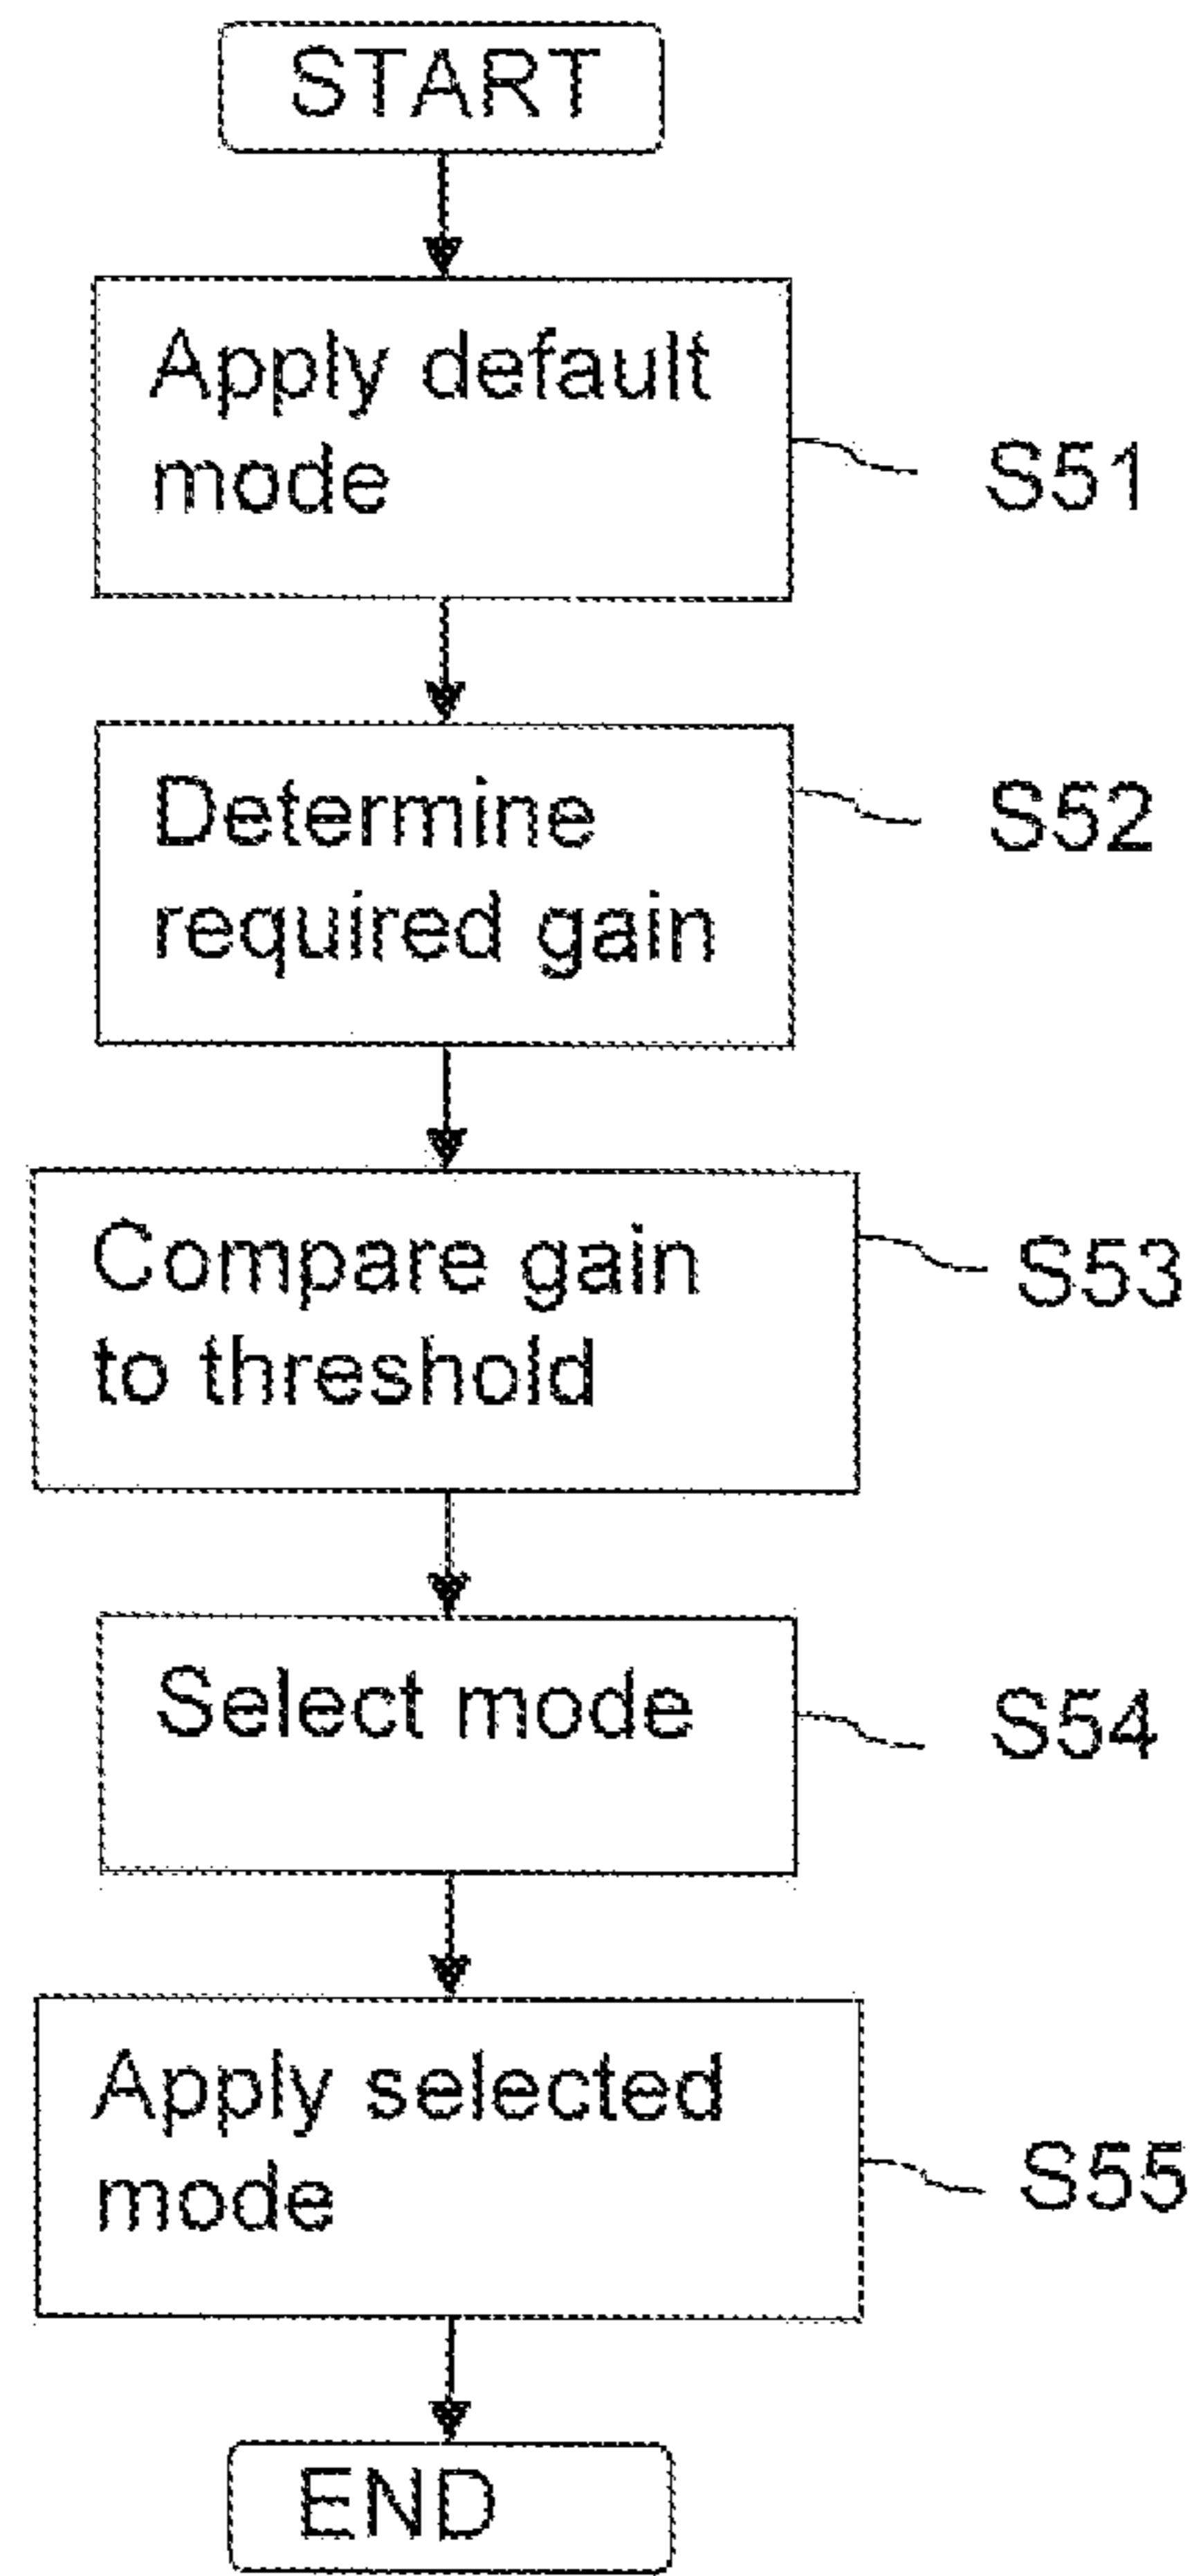 START
Apply default
mode
S51
Determine
required gain
S52
Compare gain
to threshold
S53
Select mode
S54
Apply selected
mode
S55
END